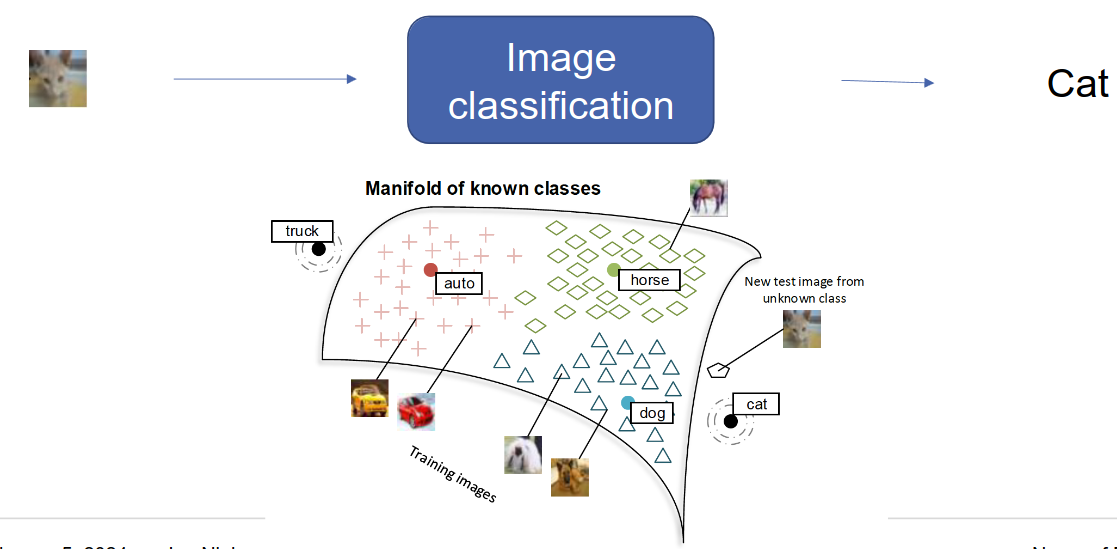 Image
classification
Cat
Manifold of known classes
truck
auto
horse
New test image from
unknown class
cat
dog
Training images